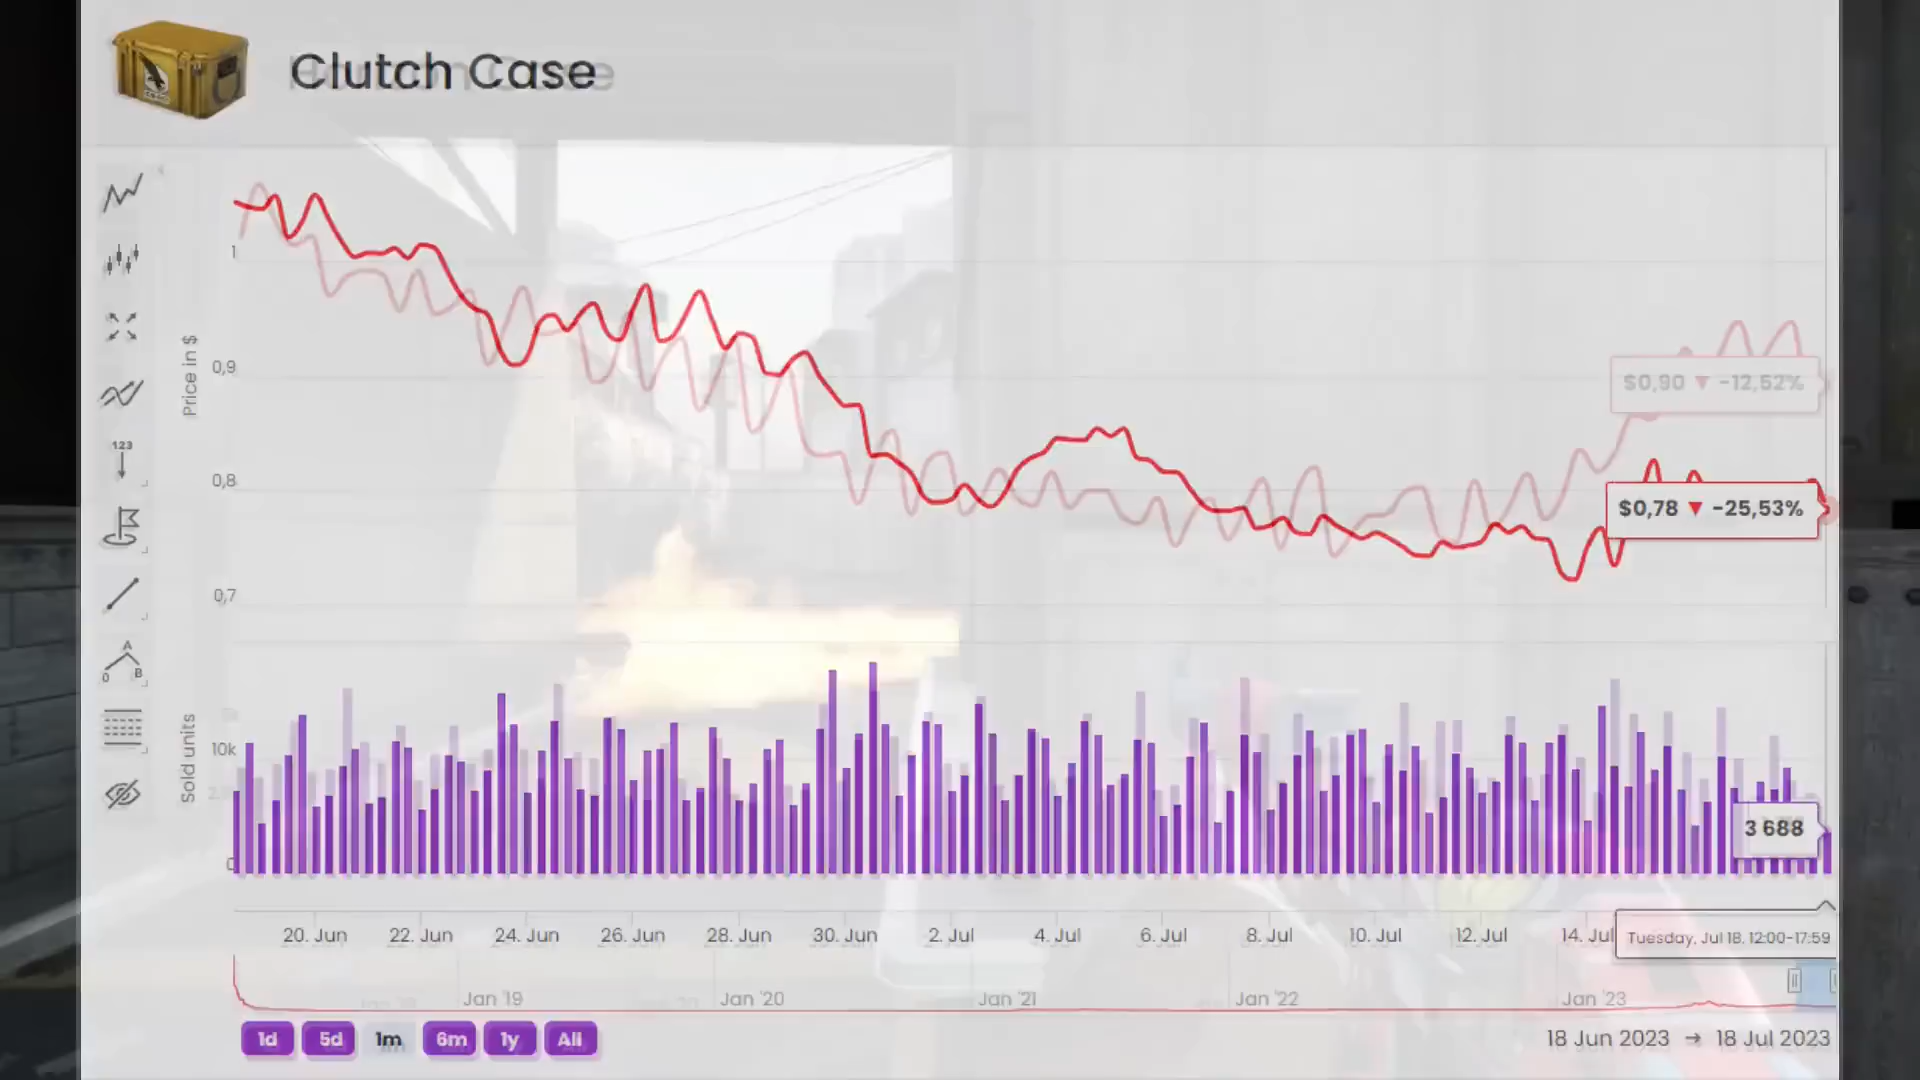 Clutch Case
1
0,9
0,8
0,7
Price in $
$0,90 ▼ -12,52%
$0,78 ▼ -25,53%
123
A
0 B
Sold units
10k
0
3 688
20. Jun 22. Jun 24. Jun 26. Jun 28. Jun 30. Jun 2. Jul 4. Jul 6. Jul 8. Jul 10. Jul 12. Jul 14. Jul
Tuesday, Jul 18, 12:00-17:59
Jan '19 Jan '20 Jan '21 Jan '22 Jan '23
1d 5d 1m 6m 1y All
18 Jun 2023 → 18 Jul 2023